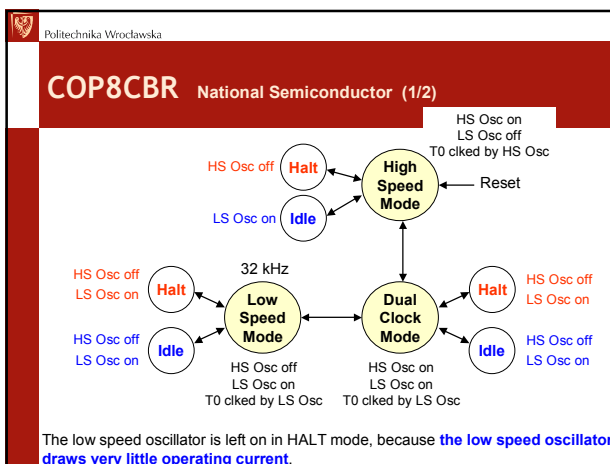 Politechnika Wrocławska
COP8CBR National Semiconductor (1/2)
HS Osc on
LS Osc off
T0 clked by HS Osc
HS Osc off
Halt
High
Speed
Mode
Reset
LS Osc on
Idle
32 kHz
HS Osc off
LS Osc on
Halt
Low
Speed
Mode
Dual
Clock
Mode
Halt
HS Osc off
LS Osc on
HS Osc off
LS Osc on
Idle
Idle
HS Osc off
LS Osc on
HS Osc off
LS Osc on
T0 clked by LS Osc
HS Osc on
LS Osc on
T0 clked by LS Osc
The low speed oscillator is left on in HALT mode, because the low speed oscillator
draws very little operating current.